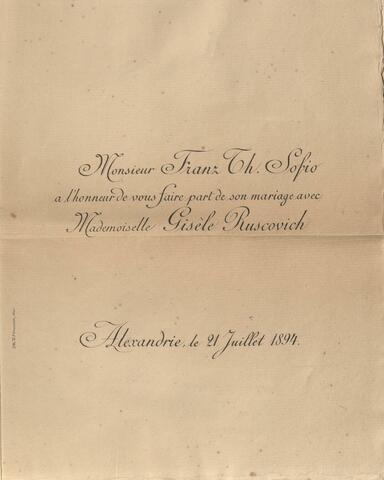 Monsieur Franz Th. Sofio
a l'honneur de vous faire part de son mariage avec
Mademoiselle Gisèle Ruscovich
Alexandrie, le 21 Juillet 1894.